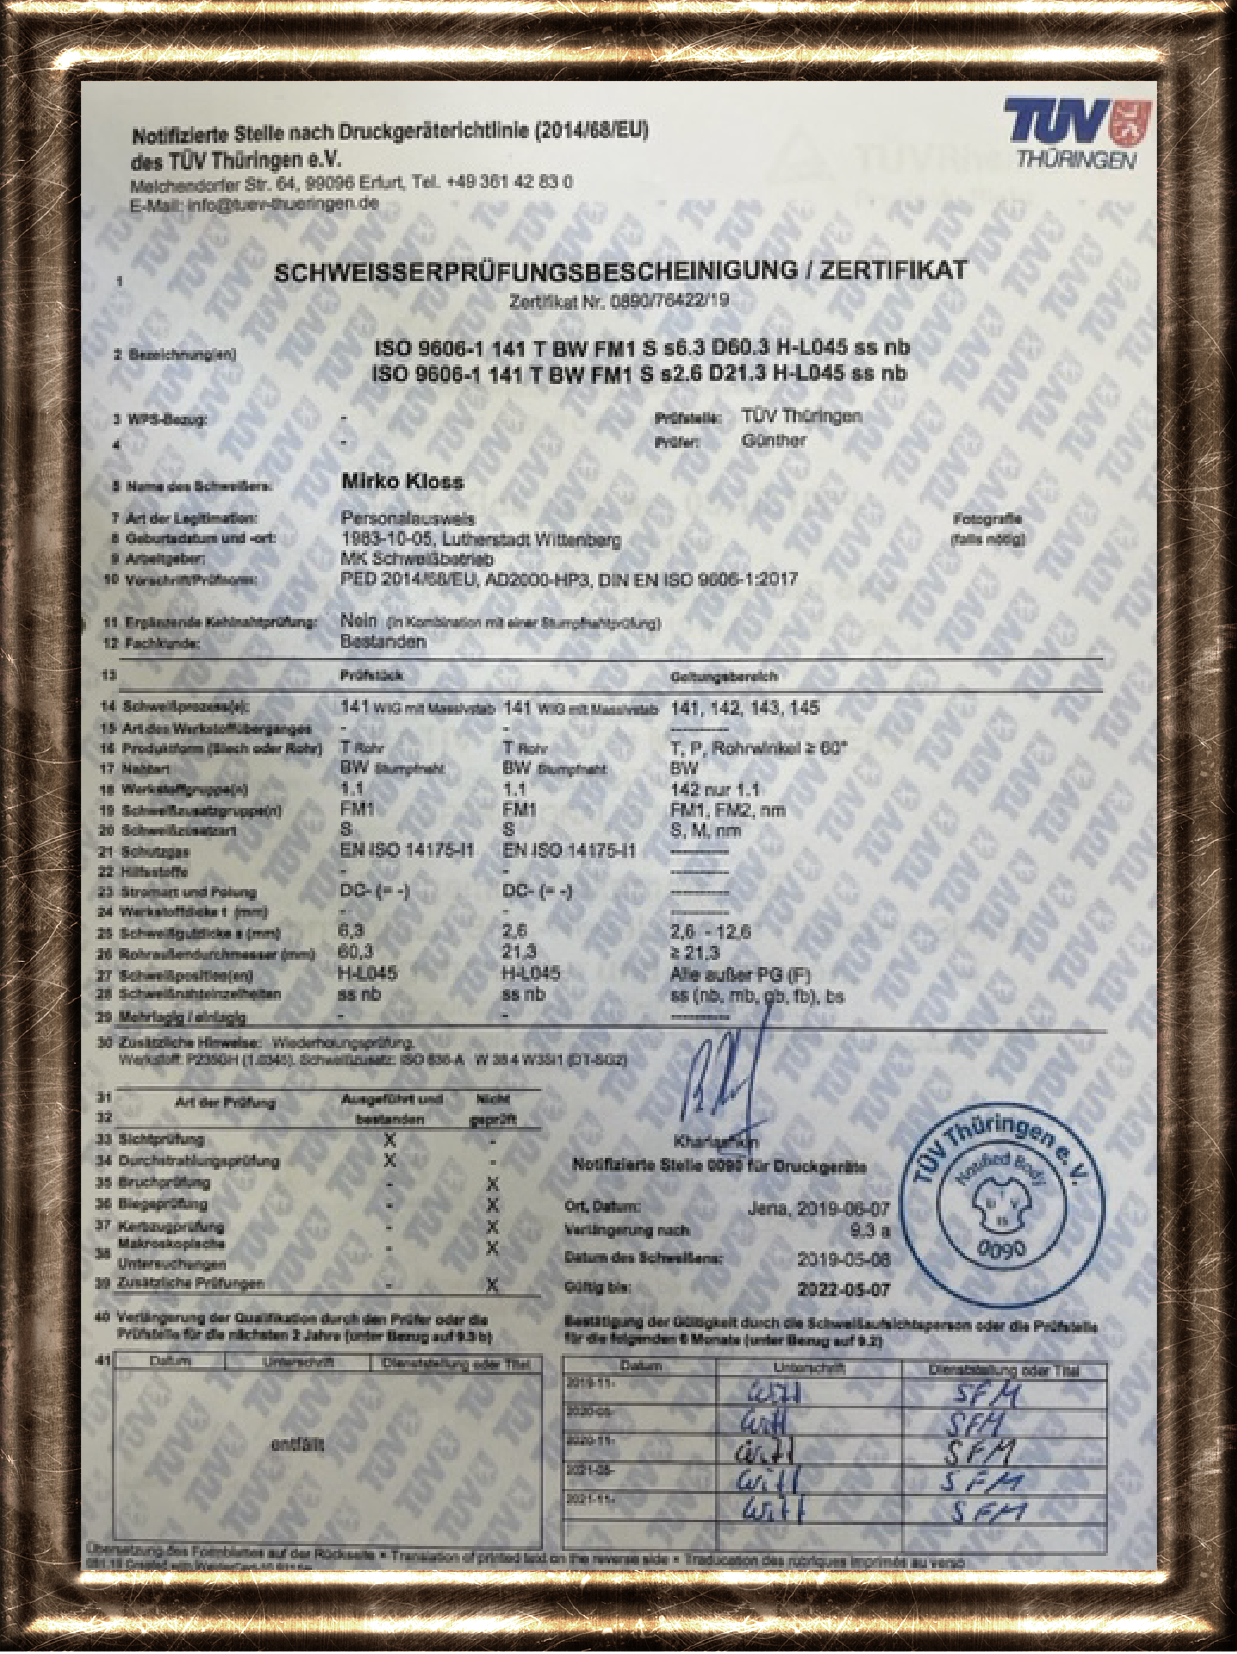 TÜV
THÜRINGEN
Notifizierte Stelle nach Druckgeräterichtlinie (2014/68/EU)
des TÜV Thüringen e.V.
Melchendorfer Str. 64, 99096 Erfurt, Tel. +49 361 42 83 0
E-Mail: info@tuev-thueringen.de
1 SCHWEISSERPRÜFUNGSBESCHEINIGUNG / ZERTIFIKAT
Zertifikat Nr. 0890/76422/19
2 Bezeichnung(en) ISO 9606-1 141 T BW FM1 S s6.3 D60.3 H-L045 ss nb
ISO 9606-1 141 T BW FM1 S s2.6 D21.3 H-L045 ss nb
3 WPS-Bezug: - Prüfstelle: TÜV Thüringen
4 - Prüfer: Günther
5 Name des Schweißers: Mirko Kloss
7 Art der Legitimation: Personalausweis Fotografie
8 Geburtsdatum und -ort: 1983-10-05, Lutherstadt Wittenberg (falls nötig)
9 Arbeitgeber: MK Schweißbetrieb
10 Vorschrift/Prüfnorm: PED 2014/68/EU, AD2000-HP3, DIN EN ISO 9606-1:2017
11 Ergänzende Kehlnahtprüfung: Nein (in Kombination mit einer Stumpfnahtprüfung)
12 Fachkunde: Bestanden
13 Prüfstück Geltungsbereich
14 Schweißprozess(e): 141 WIG mit Massivstab 141 WIG mit Massivstab 141, 142, 143, 145
15 Art des Werkstoffüberganges - - ----------
16 Produktform (Blech oder Rohr) T Rohr T Rohr T, P, Rohrwinkel ≥ 60°
17 Nahtart BW Stumpfnaht BW Stumpfnaht BW
18 Werkstoffgruppe(n) 1.1 1.1 142 nur 1.1
19 Schweißzusatzgruppe(n) FM1 FM1 FM1, FM2, nm
20 Schweißzusatzart S S S, M, nm
21 Schutzgas EN ISO 14175-I1 EN ISO 14175-I1 ----------
22 Hilfsstoffe - - ----------
23 Stromart und Polung DC- (= -) DC- (= -) ----------
24 Werkstoffdicke t (mm) - - ----------
25 Schweißgutdicke s (mm) 6,3 2,6 2,6 - 12,6
26 Rohraußendurchmesser (mm) 60,3 21,3 ≥ 21,3
27 Schweißposition(en) H-L045 H-L045 Alle außer PG (F)
28 Schweißnahteinzelheiten ss nb ss nb ss (nb, mb, gb, fb), bs
29 Mehrlagig / einlagig - - ----------
30 Zusätzliche Hinweise: Wiederholungsprüfung.
Werkstoff: P235GH (1.0345), Schweißzusatz: ISO 636-A W 38 4 W3Si1 (DT-SG2)
31 Art der Prüfung Ausgeführt und Nicht
32 bestanden geprüft
33 Sichtprüfung X -
34 Durchstrahlungsprüfung X -
35 Bruchprüfung - X
36 Biegeprüfung - X
37 Kerbzugprüfung - X
38 Makroskopische Untersuchungen - X
39 Zusätzliche Prüfungen - X
Notifizierte Stelle 0090 für Druckgeräte
Ort, Datum: Jena, 2019-06-07
Verlängerung nach 9.3 a
Datum des Schweißens: 2019-05-08
Gültig bis: 2022-05-07
TÜV Thüringen e. V.
Notified Body
0090
40 Verlängerung der Qualifikation durch den Prüfer oder die
Prüfstelle für die nächsten 2 Jahre (unter Bezug auf 9.3 b)
Bestätigung der Gültigkeit durch die Schweißaufsichtsperson oder die Prüfstelle
für die folgenden 6 Monate (unter Bezug auf 9.2)
41 Datum Unterschrift Dienststellung oder Titel
entfällt
Datum Unterschrift Dienststellung oder Titel
2019-11- Witt SFM
2020-05- Witt SFM
2020-11- Witt SFM
2021-05- Witt SFM
2021-11- Witt SFM
Übersetzung des Formblattes auf der Rückseite * Translation of printed text on the reverse side * Traducation des rubriques imprimés au verso